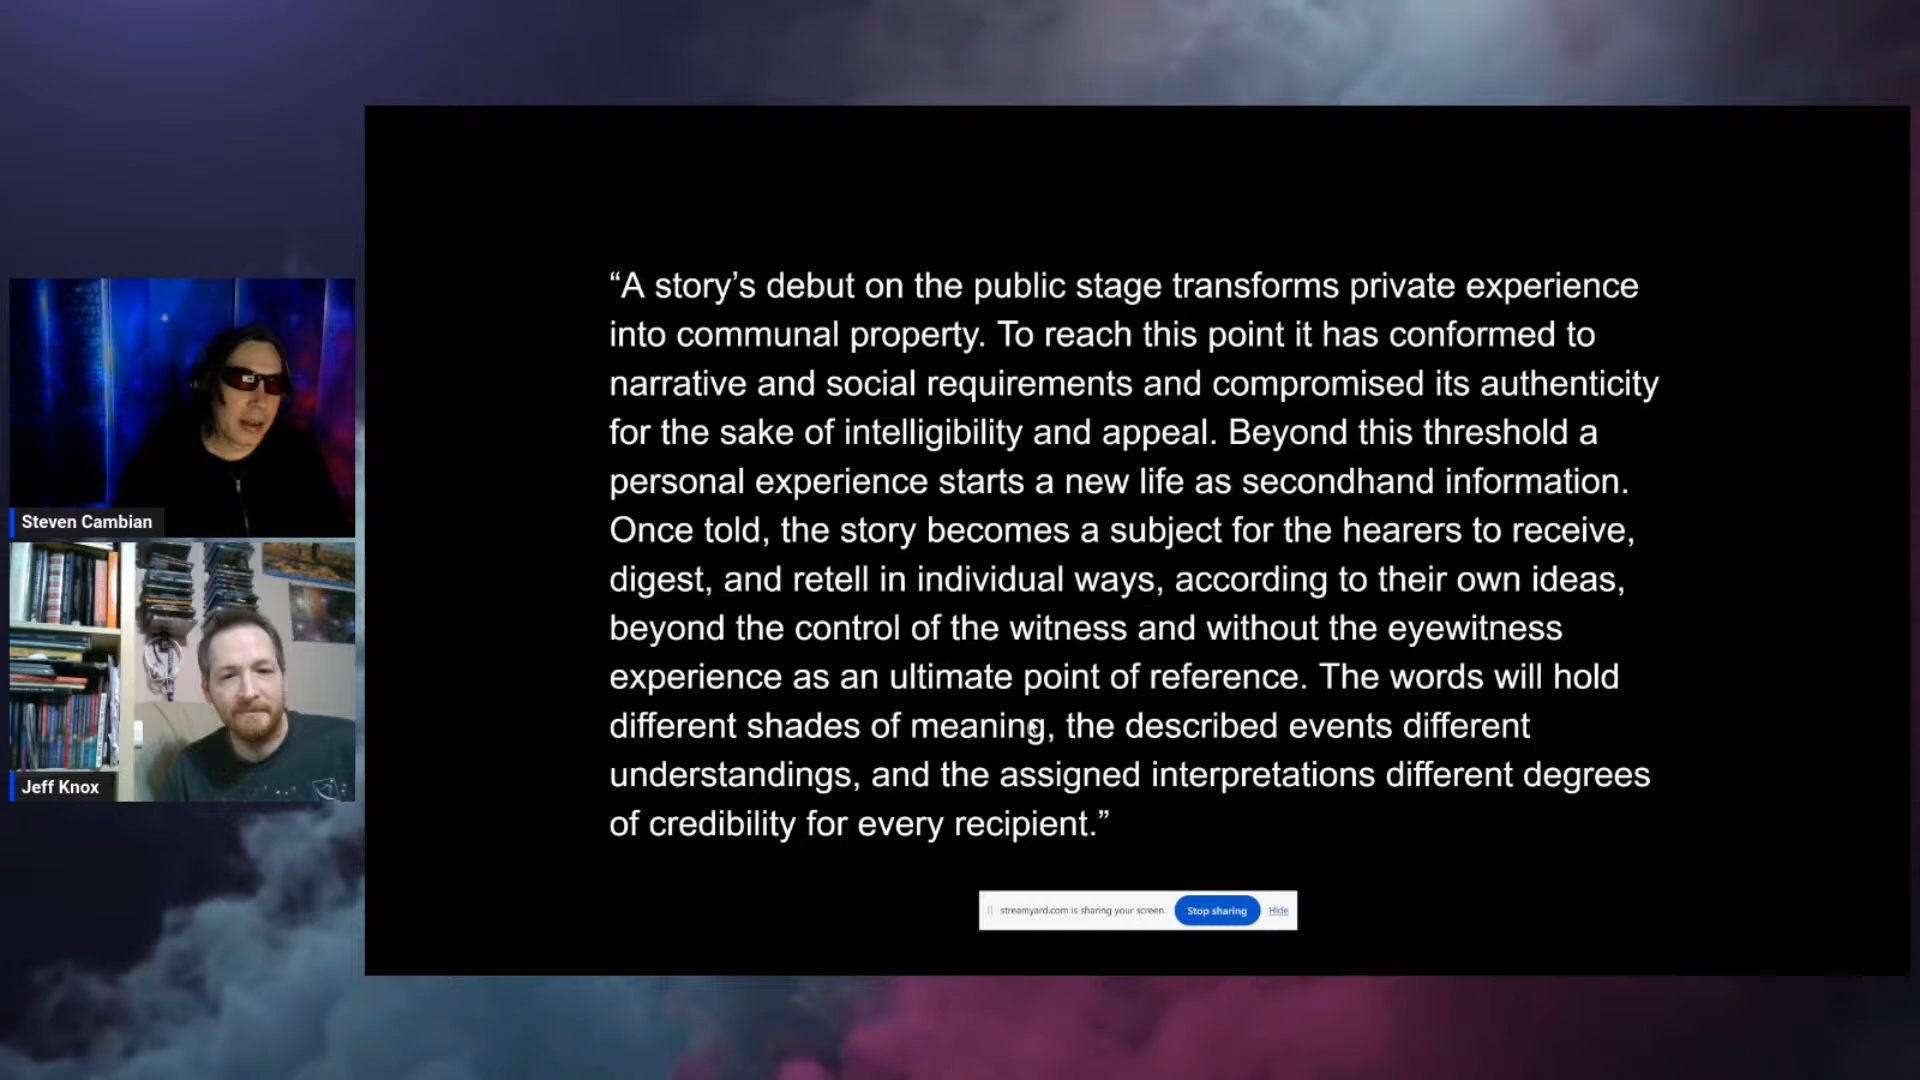 “A story’s debut on the public stage transforms private experience
into communal property. To reach this point it has conformed to
narrative and social requirements and compromised its authenticity
for the sake of intelligibility and appeal. Beyond this threshold a
personal experience starts a new life as secondhand information.
Once told, the story becomes a subject for the hearers to receive,
digest, and retell in individual ways, according to their own ideas,
beyond the control of the witness and without the eyewitness
experience as an ultimate point of reference. The words will hold
different shades of meaning, the described events different
understandings, and the assigned interpretations different degrees
of credibility for every recipient.”
Steven Cambian
Jeff Knox
streamyard.com is sharing your screen.
Stop sharing
Hide